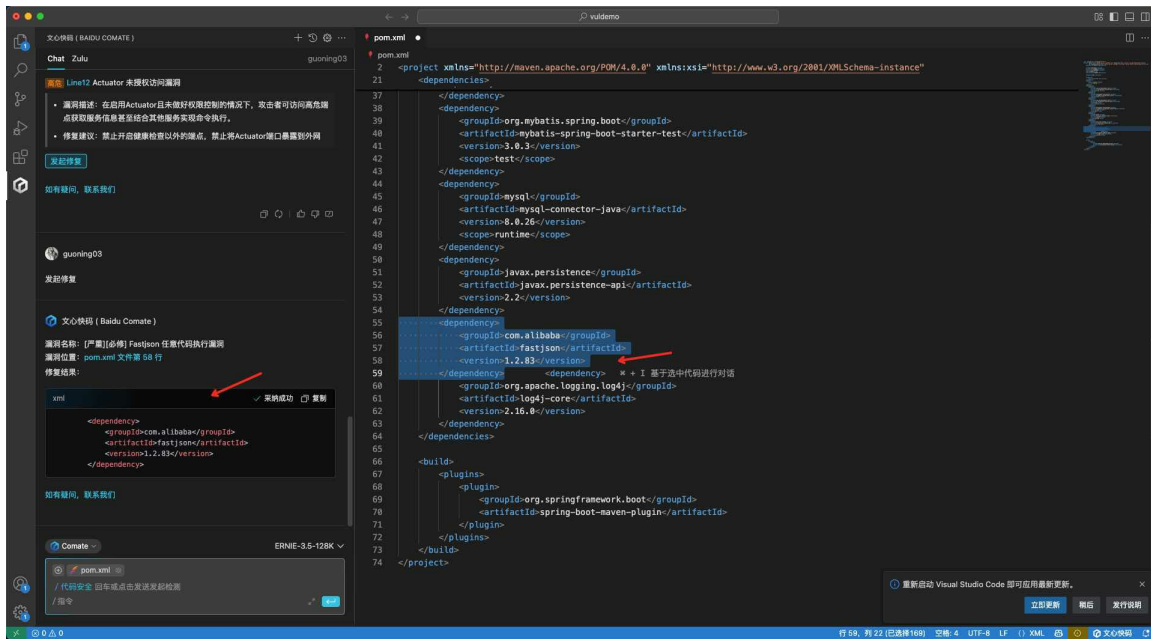 vuldemo
文心快码 ( BAIDU COMATE )
Chat Zulu
guoning03
高危 Line12 Actuator 未授权访问漏洞
• 漏洞描述：在启用Actuator且未做好权限控制的情况下，攻击者可访问高危端
点获取服务信息甚至结合其他服务实现命令执行。
• 修复建议：禁止开启健康检查以外的端点，禁止将Actuator端口暴露到外网
发起修复
如有疑问，联系我们
guoning03
发起修复
文心快码 ( Baidu Comate )
漏洞名称：[严重][必修] Fastjson 任意代码执行漏洞
漏洞位置：pom.xml 文件第 58 行
修复结果：
xml
采纳成功 复制
<dependency>
<groupId>com.alibaba</groupId>
<artifactId>fastjson</artifactId>
<version>1.2.83</version>
</dependency>
如有疑问，联系我们
Comate
ERNIE-3.5-128K
pom.xml
/ 代码安全 回车或点击发送发起检测
/ 指令
pom.xml
pom.xml
2 <project xmlns="http://maven.apache.org/POM/4.0.0" xmlns:xsi="http://www.w3.org/2001/XMLSchema-instance"
21 <dependencies>
37 </dependency>
38 <dependency>
39 <groupId>org.mybatis.spring.boot</groupId>
40 <artifactId>mybatis-spring-boot-starter-test</artifactId>
41 <version>3.0.3</version>
42 <scope>test</scope>
43 </dependency>
44 <dependency>
45 <groupId>mysql</groupId>
46 <artifactId>mysql-connector-java</artifactId>
47 <version>8.0.26</version>
48 <scope>runtime</scope>
49 </dependency>
50 <dependency>
51 <groupId>javax.persistence</groupId>
52 <artifactId>javax.persistence-api</artifactId>
53 <version>2.2</version>
54 </dependency>
55 <dependency>
56 <groupId>com.alibaba</groupId>
57 <artifactId>fastjson</artifactId>
58 <version>1.2.83</version>
59 </dependency> <dependency> ⌘ + I 基于选中代码进行对话
60 <groupId>org.apache.logging.log4j</groupId>
61 <artifactId>log4j-core</artifactId>
62 <version>2.16.0</version>
63 </dependency>
64 </dependencies>
65
66 <build>
67 <plugins>
68 <plugin>
69 <groupId>org.springframework.boot</groupId>
70 <artifactId>spring-boot-maven-plugin</artifactId>
71 </plugin>
72 </plugins>
73 </build>
74 </project>
重新启动 Visual Studio Code 即可应用最新更新。
立即更新 稍后 发行说明
0 0
行 59，列 22 (已选择169) 空格: 4 UTF-8 LF () XML 文心快码